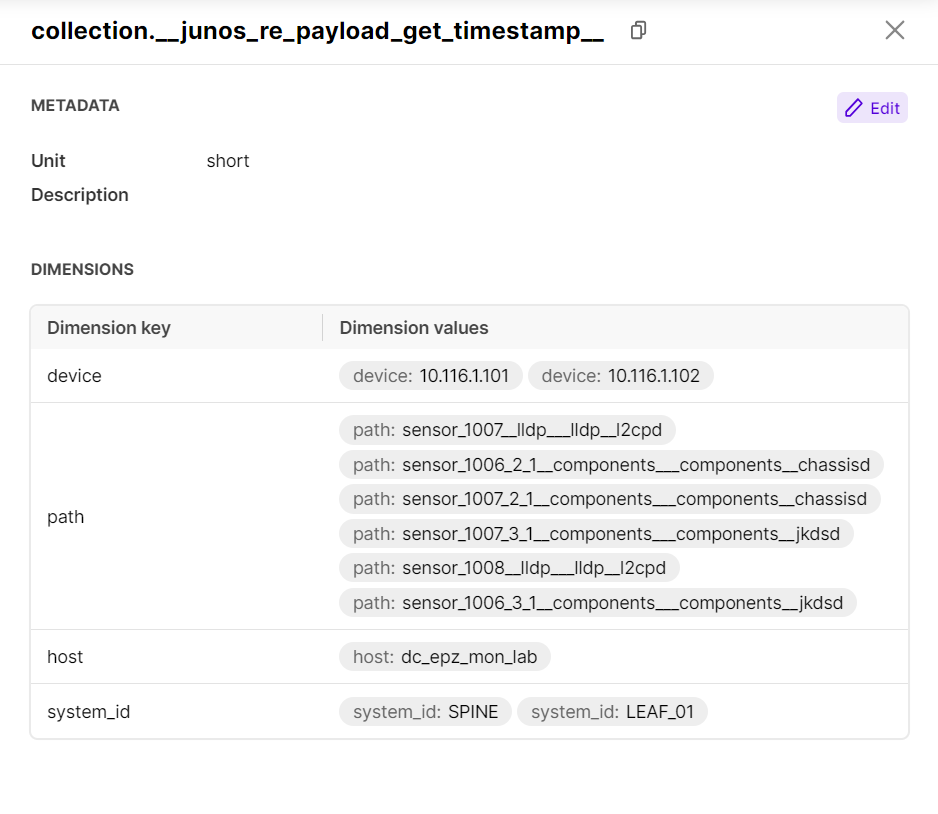 collection.__junos_re_payload_get_timestamp__
METADATA
Edit
Unit short
Description
DIMENSIONS
Dimension key Dimension values
device device: 10.116.1.101 device: 10.116.1.102
path: sensor_1007__lldp___lldp__l2cpd
path: sensor_1006_2_1__components___components__chassisd
path: sensor_1007_2_1__components___components__chassisd
path
path: sensor_1007_3_1__components___components__jkdsd
path: sensor_1008__lldp___lldp__l2cpd
path: sensor_1006_3_1__components___components__jkdsd
host host: dc_epz_mon_lab
system_id system_id: SPINE system_id: LEAF_01